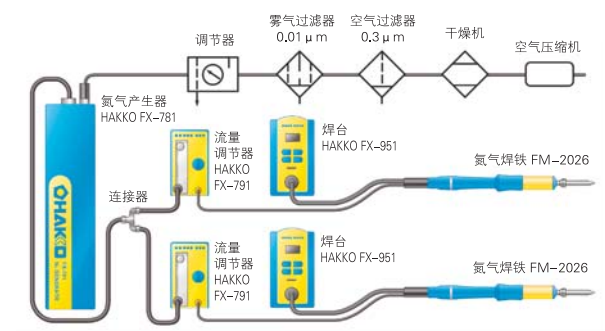 雾气过滤器
0.01 μ m
空气过滤器
0.3 μ m
干燥机
空气压缩机
调节器
氮气产生器
HAKKO FX-781
流量
调节器
HAKKO
FX-791
焊台
HAKKO FX-951
氮气焊铁 FM-2026
连接器
HAKKO
流量
调节器
HAKKO
FX-791
焊台
HAKKO FX-951
氮气焊铁 FM-2026